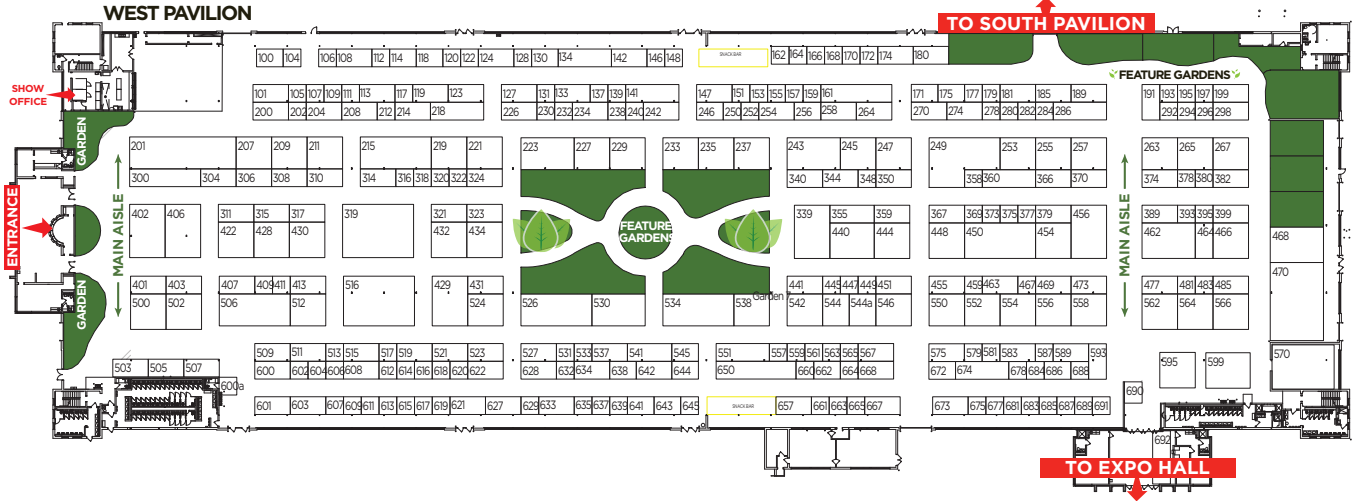 WEST PAVILION
TO SOUTH PAVILION
SNACK BAR
100 104 106 108 112 114 118 120 122 124 128 130 134 142 146 148 162 164 166 168 170 172 174 180
FEATURE GARDENS
SHOW
OFFICE
101 105 107 109 111 113 117 119 123 127 131 133 137 139 141 147 151 153 155 157 159 161 171 175 177 179 181 185 189 191 193 195 197 199
200 202 204 208 212 214 218 226 230 232 234 238 240 242 246 250 252 254 256 258 264 270 274 278 280 282 284 286 292 294 296 298
GARDEN
201 207 209 211 215 219 221 223 227 229 233 235 237 243 245 247 249 253 255 257 263 265 267
300 304 306 308 310 314 316 318 320 322 324 340 344 348 350 358 360 366 370 374 378 380 382
ENTRANCE
MAIN AISLE
402 406 311 315 317 319 321 323 339 355 359 367 369 373 375 377 379 456 389 393 395 399
422 428 430 432 434 440 444 448 450 454 462 464 466
FEATURE
GARDENS
MAIN AISLE
468
470
GARDEN
401 403 407 409 411 413 516 429 431 441 445 447 449 451 455 459 463 467 469 473 477 481 483 485
Garden 7
500 502 506 512 524 526 530 534 538 542 544 544a 546 550 552 554 556 558 562 564 566
509 511 513 515 517 519 521 523 527 531 533 537 541 545 551 557 559 561 563 565 567 575 579 581 583 587 589 593 595 599 570
503 505 507
600 602 604 606 608 612 614 616 618 620 622 628 632 634 638 642 644 650 660 662 664 668 672 674 678 684 686 688
600a
690
601 603 607 609 611 613 615 617 619 621 627 629 633 635 637 639 641 643 645 657 661 663 665 667 673 675 677 681 683 685 687 689 691
SNACK BAR
692
TO EXPO HALL